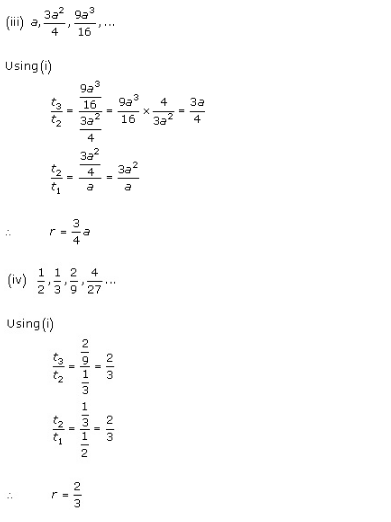 (iii) a, 3a²/4, 9a³/16, ...
Using(i)
t₃/t₂ = (9a³/16)/(3a²/4) = 9a³/16 × 4/3a² = 3a/4
t₂/t₁ = (3a²/4)/a = 3a²/a
∴ r = 3/4 a
(iv) 1/2, 1/3, 2/9, 4/27 ...
Using(i)
t₃/t₂ = (2/9)/(1/3) = 2/3
t₂/t₁ = (1/3)/(1/2) = 2/3
∴ r = 2/3